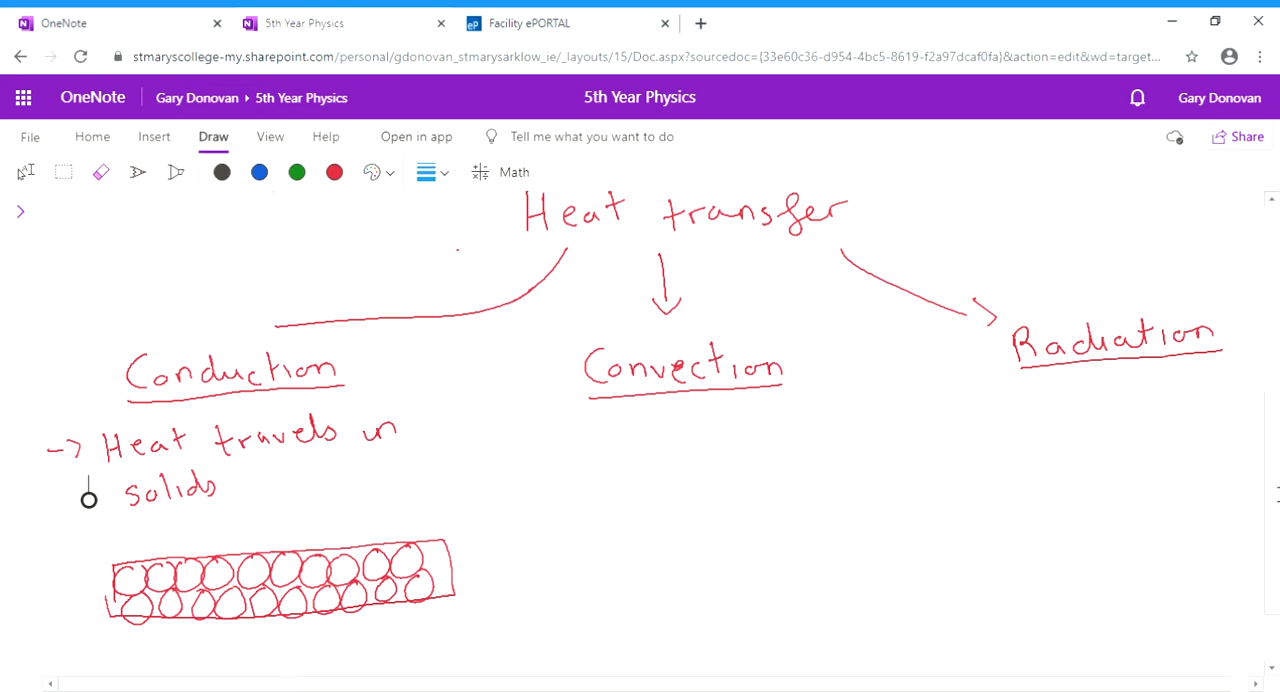 OneNote
5th Year Physics
Facility ePORTAL
stmaryscollege-my.sharepoint.com/personal/gdonovan_stmarysarklow_ie/_layouts/15/Doc.aspx?sourcedoc={33e60c36-d954-4bc5-8619-f2a97dcaf0fa}&action=edit&wd=target...
OneNote Gary Donovan › 5th Year Physics 5th Year Physics Gary Donovan
File Home Insert Draw View Help Open in app Tell me what you want to do Share
Math
Heat transfer
Conduction Convection Radiation
-> Heat travels in
solids